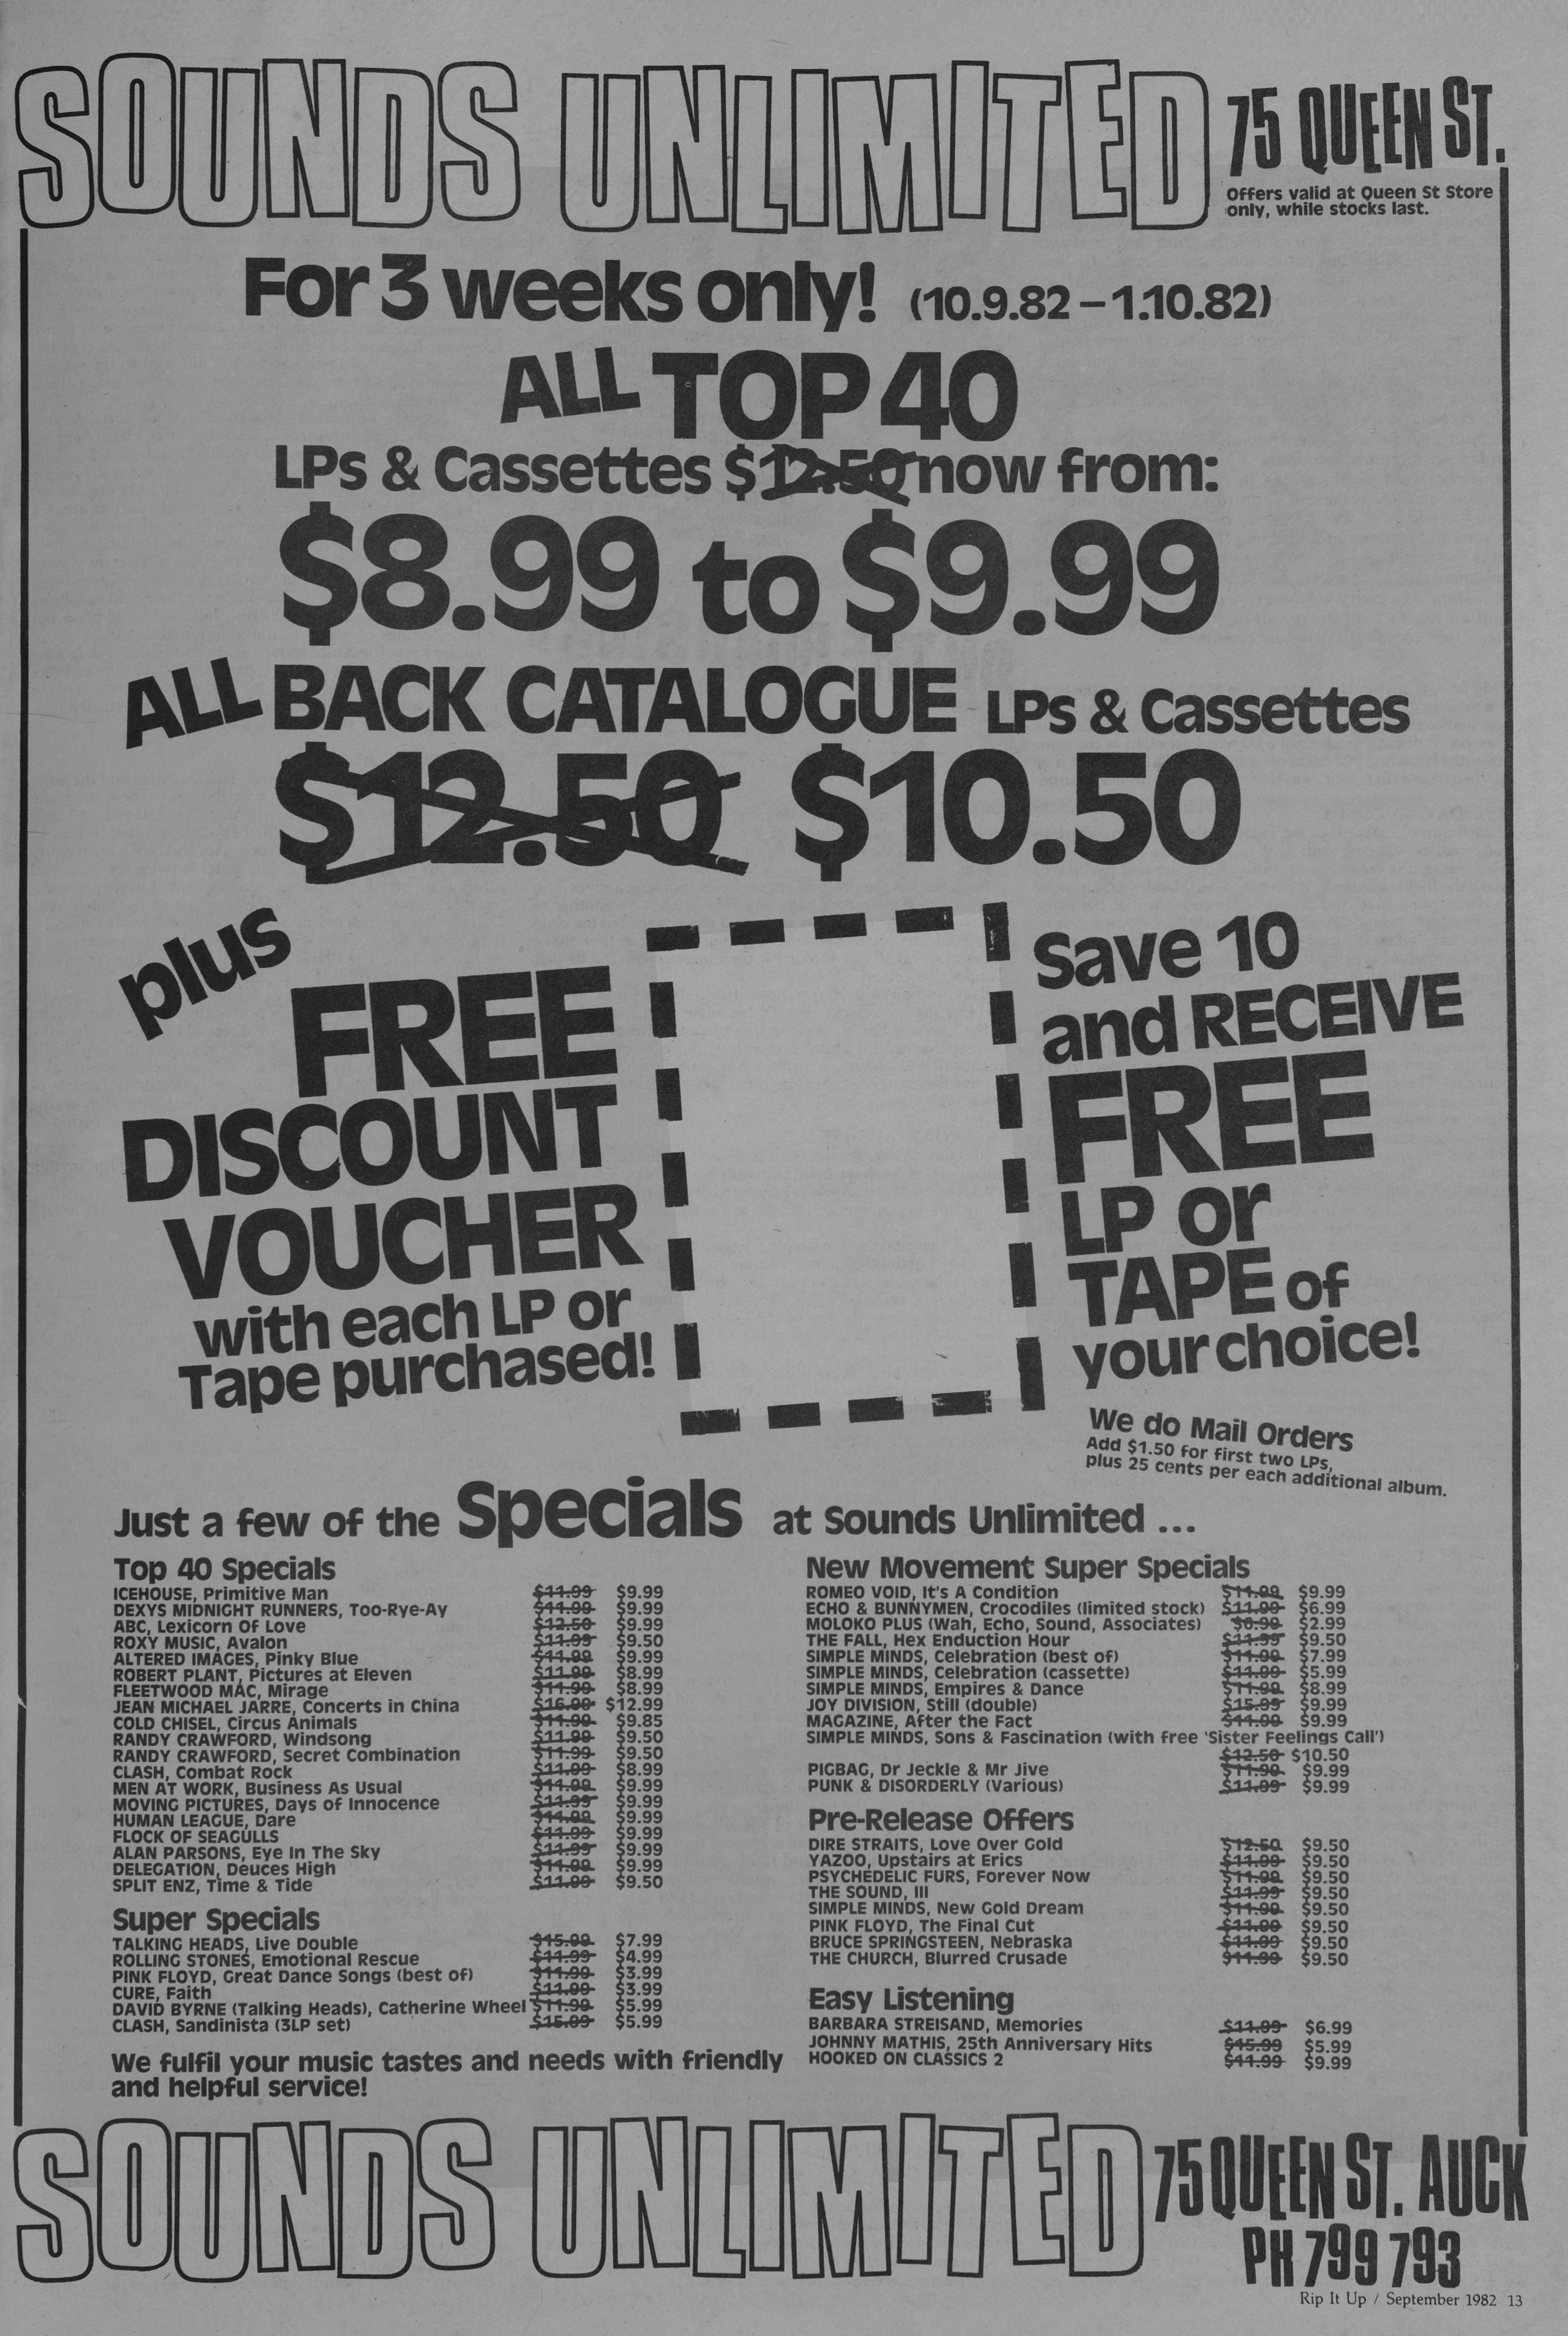 SOUNDS UNLIMITED 75 QUEEN ST.
Offers valid at Queen St Store
only, while stocks last.
For 3 weeks only! (10.9.82 – 1.10.82)
ALL TOP 40
LPs & Cassettes $12.50 now from:
$8.99 to $9.99
ALL BACK CATALOGUE LPs & Cassettes
$12.50 $10.50
plus
FREE
DISCOUNT
VOUCHER
with each LP or
Tape purchased!
Save 10
and RECEIVE
FREE
LP or
TAPE of
your choice!
We do Mail Orders
Add $1.50 for first two LPs,
plus 25 cents per each additional album.
Just a few of the Specials at Sounds Unlimited ...
Top 40 Specials
ICEHOUSE, Primitive Man $11.99 $9.99
DEXYS MIDNIGHT RUNNERS, Too-Rye-Ay $11.99 $9.99
ABC, Lexicorn Of Love $12.50 $9.99
ROXY MUSIC, Avalon $11.99 $9.50
ALTERED IMAGES, Pinky Blue $11.99 $9.99
ROBERT PLANT, Pictures at Eleven $11.99 $8.99
FLEETWOOD MAC, Mirage $11.99 $8.99
JEAN MICHAEL JARRE, Concerts in China $16.99 $12.99
COLD CHISEL, Circus Animals $11.99 $9.85
RANDY CRAWFORD, Windsong $11.99 $9.50
RANDY CRAWFORD, Secret Combination $11.99 $9.50
CLASH, Combat Rock $11.99 $8.99
MEN AT WORK, Business As Usual $11.99 $9.99
MOVING PICTURES, Days of Innocence $11.99 $9.99
HUMAN LEAGUE, Dare $11.99 $9.99
FLOCK OF SEAGULLS $11.99 $9.99
ALAN PARSONS, Eye In The Sky $11.99 $9.99
DELEGATION, Deuces High $11.99 $9.99
SPLIT ENZ, Time & Tide $11.99 $9.50
Super Specials
TALKING HEADS, Live Double $15.99 $7.99
ROLLING STONES, Emotional Rescue $11.99 $4.99
PINK FLOYD, Great Dance Songs (best of) $11.99 $3.99
CURE, Faith $11.99 $3.99
DAVID BYRNE (Talking Heads), Catherine Wheel $11.99 $5.99
CLASH, Sandinista (3LP set) $15.99 $5.99
We fulfil your music tastes and needs with friendly
and helpful service!
New Movement Super Specials
ROMEO VOID, It's A Condition $11.99 $9.99
ECHO & BUNNYMEN, Crocodiles (limited stock) $11.99 $6.99
MOLOKO PLUS (Wah, Echo, Sound, Associates) $6.99 $2.99
THE FALL, Hex Enduction Hour $11.99 $9.50
SIMPLE MINDS, Celebration (best of) $11.99 $7.99
SIMPLE MINDS, Celebration (cassette) $11.99 $5.99
SIMPLE MINDS, Empires & Dance $11.99 $8.99
JOY DIVISION, Still (double) $15.99 $9.99
MAGAZINE, After the Fact $11.99 $9.99
SIMPLE MINDS, Sons & Fascination (with free 'Sister Feelings Call')
$12.50 $10.50
PIGBAG, Dr Jeckle & Mr Jive $11.99 $9.99
PUNK & DISORDERLY (Various) $11.99 $9.99
Pre-Release Offers
DIRE STRAITS, Love Over Gold $12.50 $9.50
YAZOO, Upstairs at Erics $11.99 $9.50
PSYCHEDELIC FURS, Forever Now $11.99 $9.50
THE SOUND, III $11.99 $9.50
SIMPLE MINDS, New Gold Dream $11.99 $9.50
PINK FLOYD, The Final Cut $11.99 $9.50
BRUCE SPRINGSTEEN, Nebraska $11.99 $9.50
THE CHURCH, Blurred Crusade $11.99 $9.50
Easy Listening
BARBARA STREISAND, Memories $11.99 $6.99
JOHNNY MATHIS, 25th Anniversary Hits $15.99 $5.99
HOOKED ON CLASSICS 2 $11.99 $9.99
SOUNDS UNLIMITED 75 QUEEN ST. AUCK
PH 799 793
Rip It Up / September 1982 13